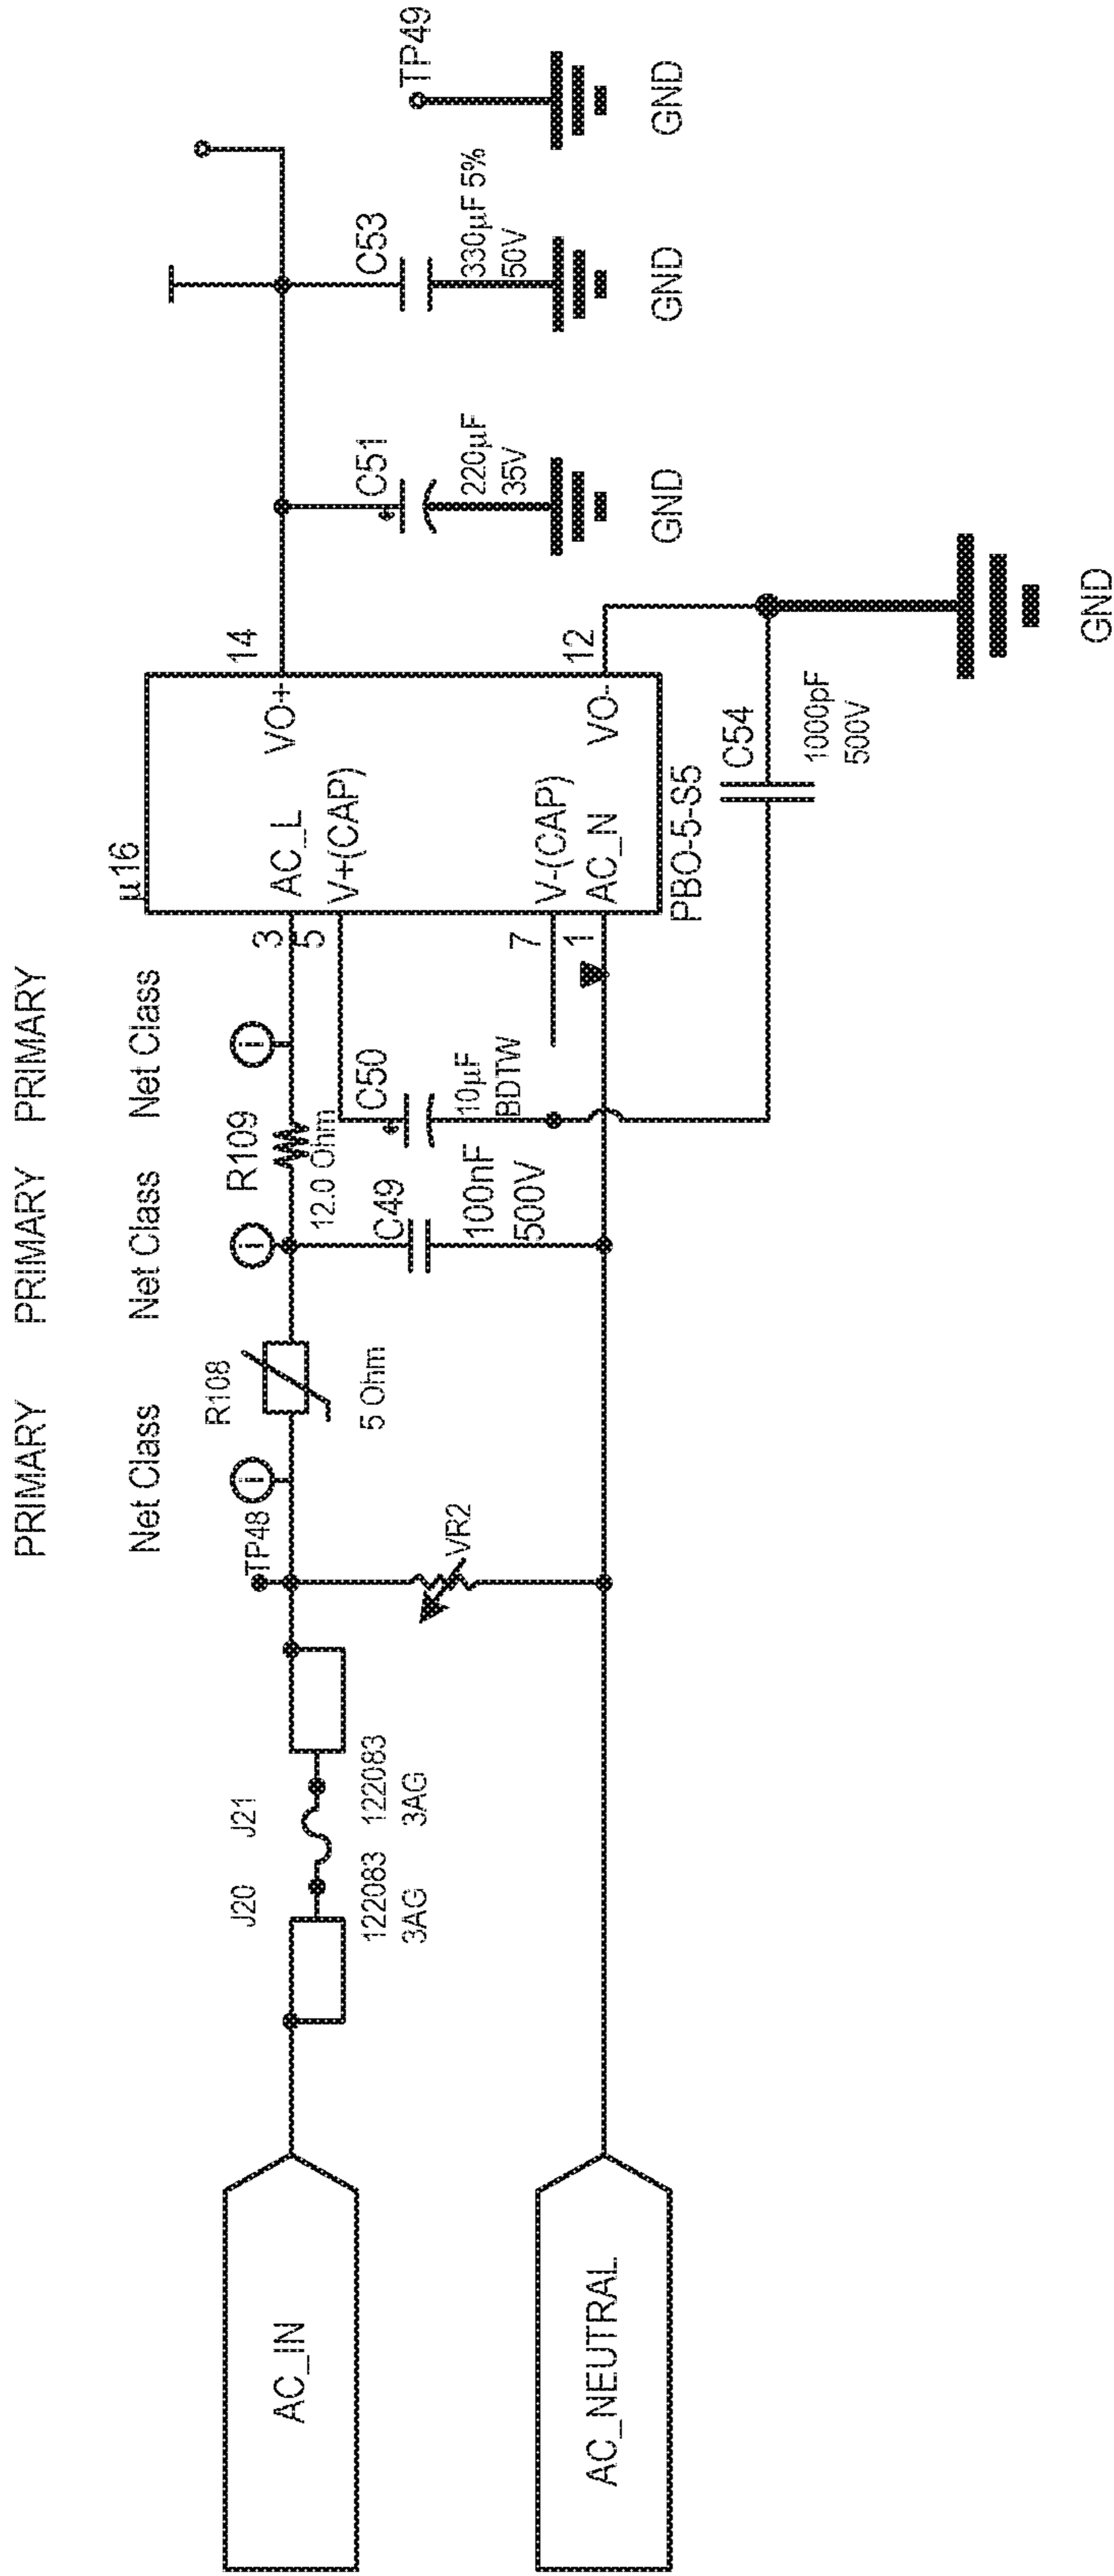 PRIMARY PRIMARY PRIMARY
Net Class Net Class Net Class
AC_IN
AC_NEUTRAL
J20
J21
122083
3AG
122083
3AG
TP48
VR2
i
R108
5 Ohm
i
R109
12.0 Ohm
i
C49
100nF
500V
C50
10µF
BDTW
µ16
3
5
7
1
AC_L
V+(CAP)
V-(CAP)
AC_N
VO+
VO-
14
12
PBO-5-S5
C54
1000pF
500V
GND
C51
220µF
35V
GND
C53
330µF 5%
50V
GND
TP49
GND